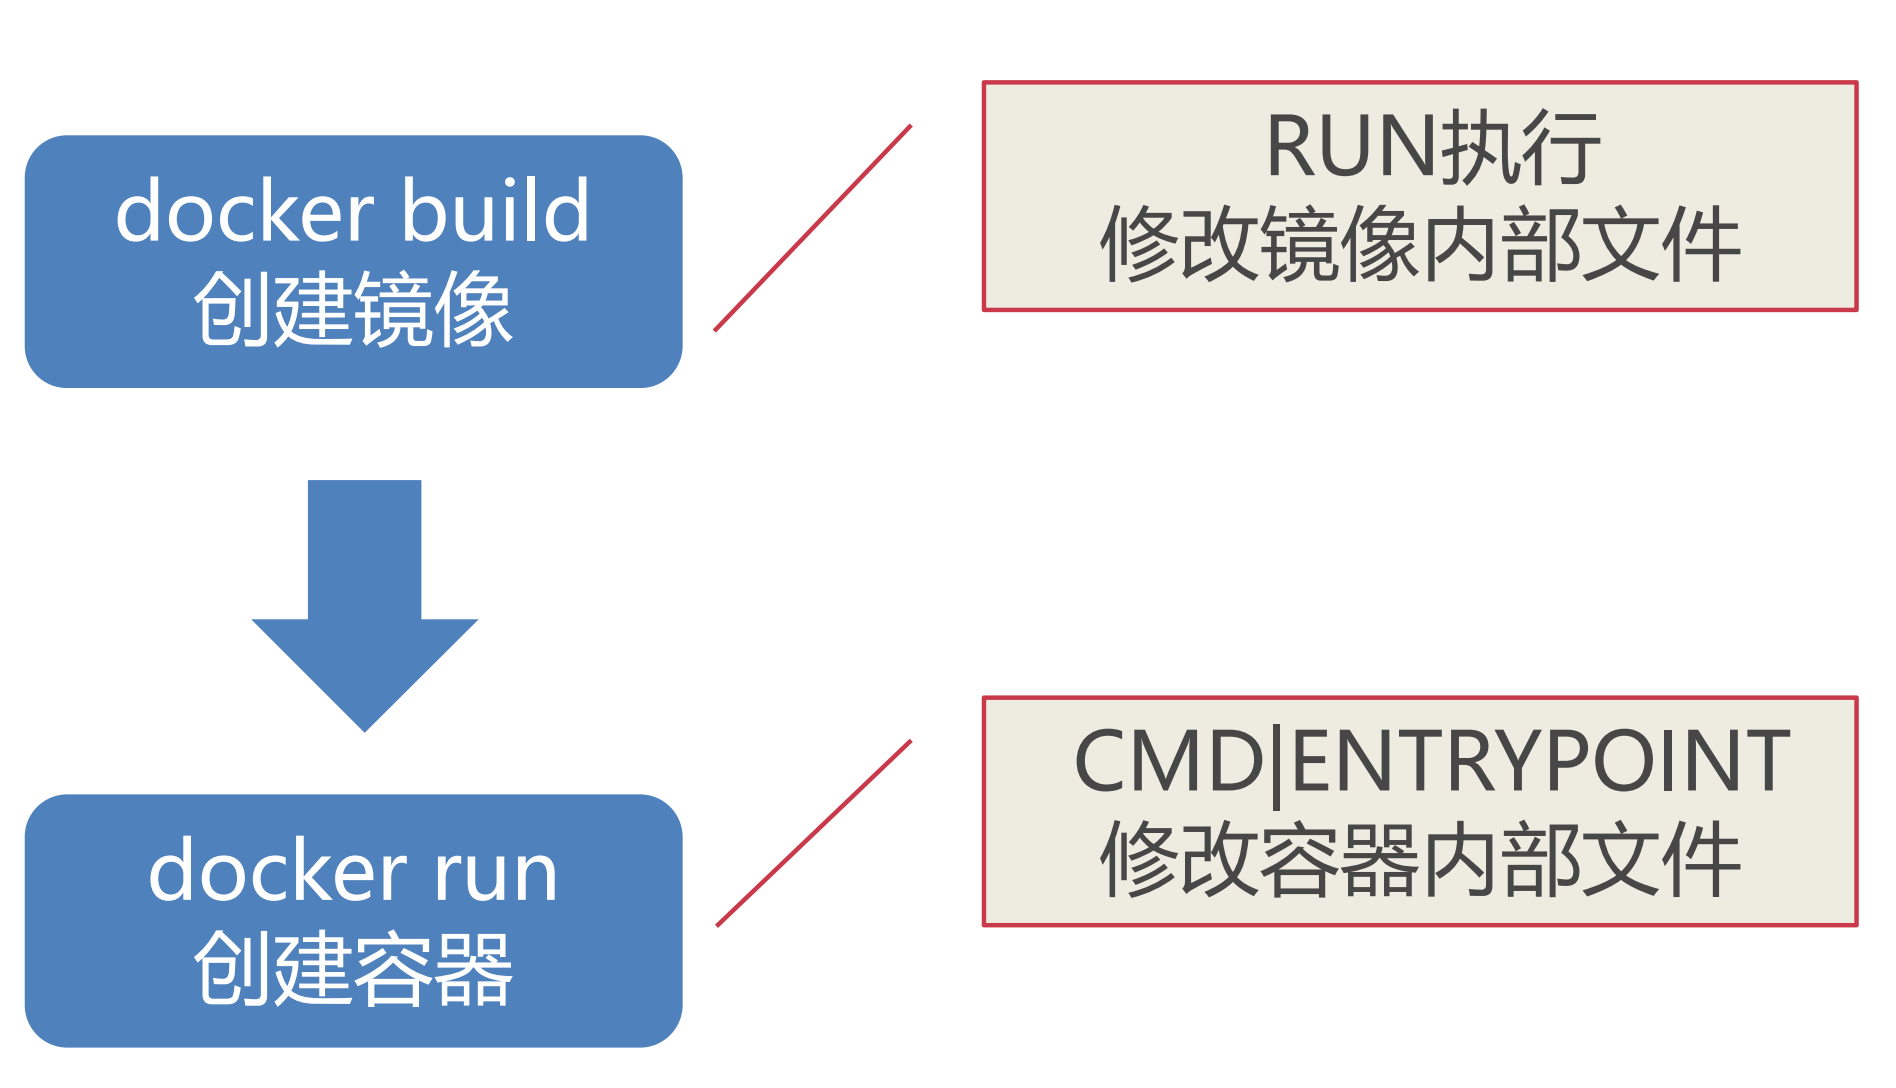 docker build
创建镜像
RUN执行
修改镜像内部文件
docker run
创建容器
CMD|ENTRYPOINT
修改容器内部文件